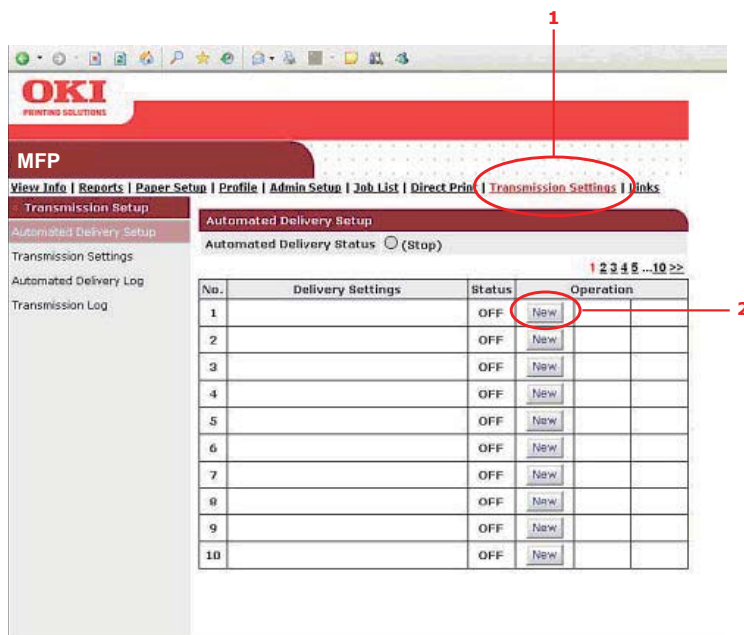 1
OKI
PRINTING SOLUTIONS
MFP
View Info | Reports | Paper Setup | Profile | Admin Setup | Job List | Direct Print | Transmission Settings | Links
Transmission Setup
Automated Delivery Setup
Transmission Settings
Automated Delivery Log
Transmission Log
Automated Delivery Setup
Automated Delivery Status (Stop)
1 2 3 4 5 ...10 >>
No. Delivery Settings Status Operation
1 OFF New
2
2 OFF New
3 OFF New
4 OFF New
5 OFF New
6 OFF New
7 OFF New
8 OFF New
9 OFF New
10 OFF New